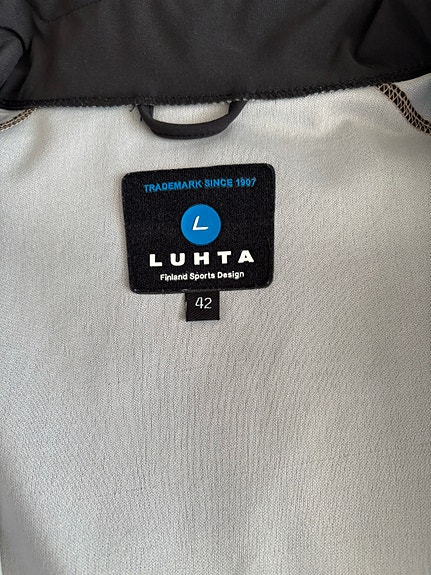 TRADEMARK SINCE 1907
L
LUHTA
Finland Sports Design
42